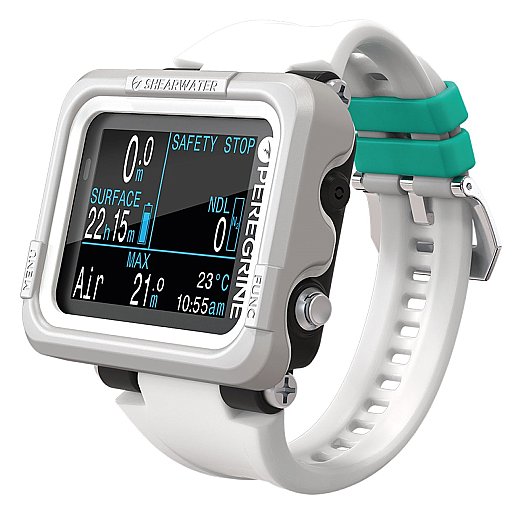 SHEARWATER
0.0
m
SAFETY STOP
SURFACE
22h15m
NDL
0
N₂
MAX
Air
21.0
m
23°C
10:55am
PEREGRINE
MENU
FUNC